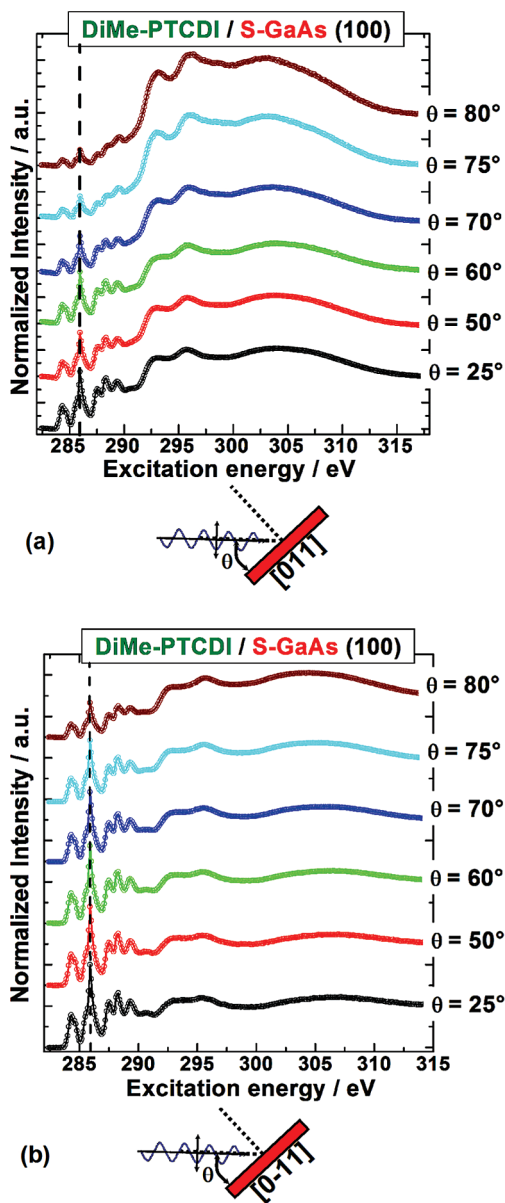 DiMe-PTCDI / S-GaAs (100)
Normalized Intensity / a.u.
θ = 80°
θ = 75°
θ = 70°
θ = 60°
θ = 50°
θ = 25°
285 290 295 300 305 310 315
Excitation energy / eV
(a)
θ
[011]
DiMe-PTCDI / S-GaAs (100)
Normalized Intensity / a.u.
θ = 80°
θ = 75°
θ = 70°
θ = 60°
θ = 50°
θ = 25°
285 290 295 300 305 310 315
Excitation energy / eV
(b)
θ
[0-11]